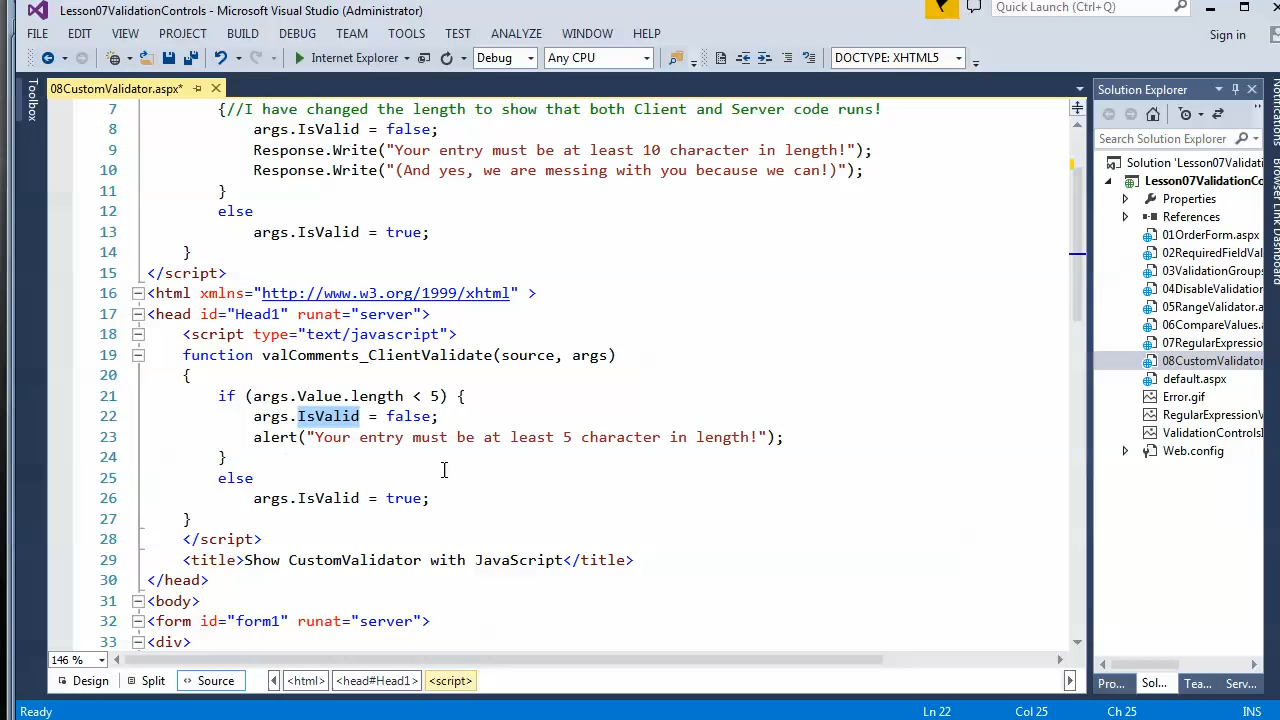 Lesson07ValidationControls - Microsoft Visual Studio (Administrator)
Quick Launch (Ctrl+Q)
FILE EDIT VIEW PROJECT BUILD DEBUG TEAM TOOLS TEST ANALYZE WINDOW HELP
Sign in
Internet Explorer Debug Any CPU DOCTYPE: XHTML5
Toolbox
08CustomValidator.aspx*
7 {//I have changed the length to show that both Client and Server code runs!
8 args.IsValid = false;
9 Response.Write("Your entry must be at least 10 character in length!");
10 Response.Write("(And yes, we are messing with you because we can!)");
11 }
12 else
13 args.IsValid = true;
14 }
15 </script>
16 <html xmlns="http://www.w3.org/1999/xhtml" >
17 <head id="Head1" runat="server">
18 <script type="text/javascript">
19 function valComments_ClientValidate(source, args)
20 {
21 if (args.Value.length < 5) {
22 args.IsValid = false;
23 alert("Your entry must be at least 5 character in length!");
24 }
25 else
26 args.IsValid = true;
27 }
28 </script>
29 <title>Show CustomValidator with JavaScript</title>
30 </head>
31 <body>
32 <form id="form1" runat="server">
33 <div>
146 %
Design Split Source <html> <head#Head1> <script>
Solution Explorer
Search Solution Explorer
Solution 'Lesson07Validati
Lesson07ValidationCo
Properties
References
01OrderForm.aspx
02RequiredFieldVal
03ValidationGroups
04DisableValidation
05RangeValidator.a
06CompareValues.a
07RegularExpressio
08CustomValidator
default.aspx
Error.gif
RegularExpressionV
ValidationControlsI
Web.config
Pro... Sol... Tea... Serv...
Notifications
Browser Link Dashboard
Ready Ln 22 Col 25 Ch 25 INS